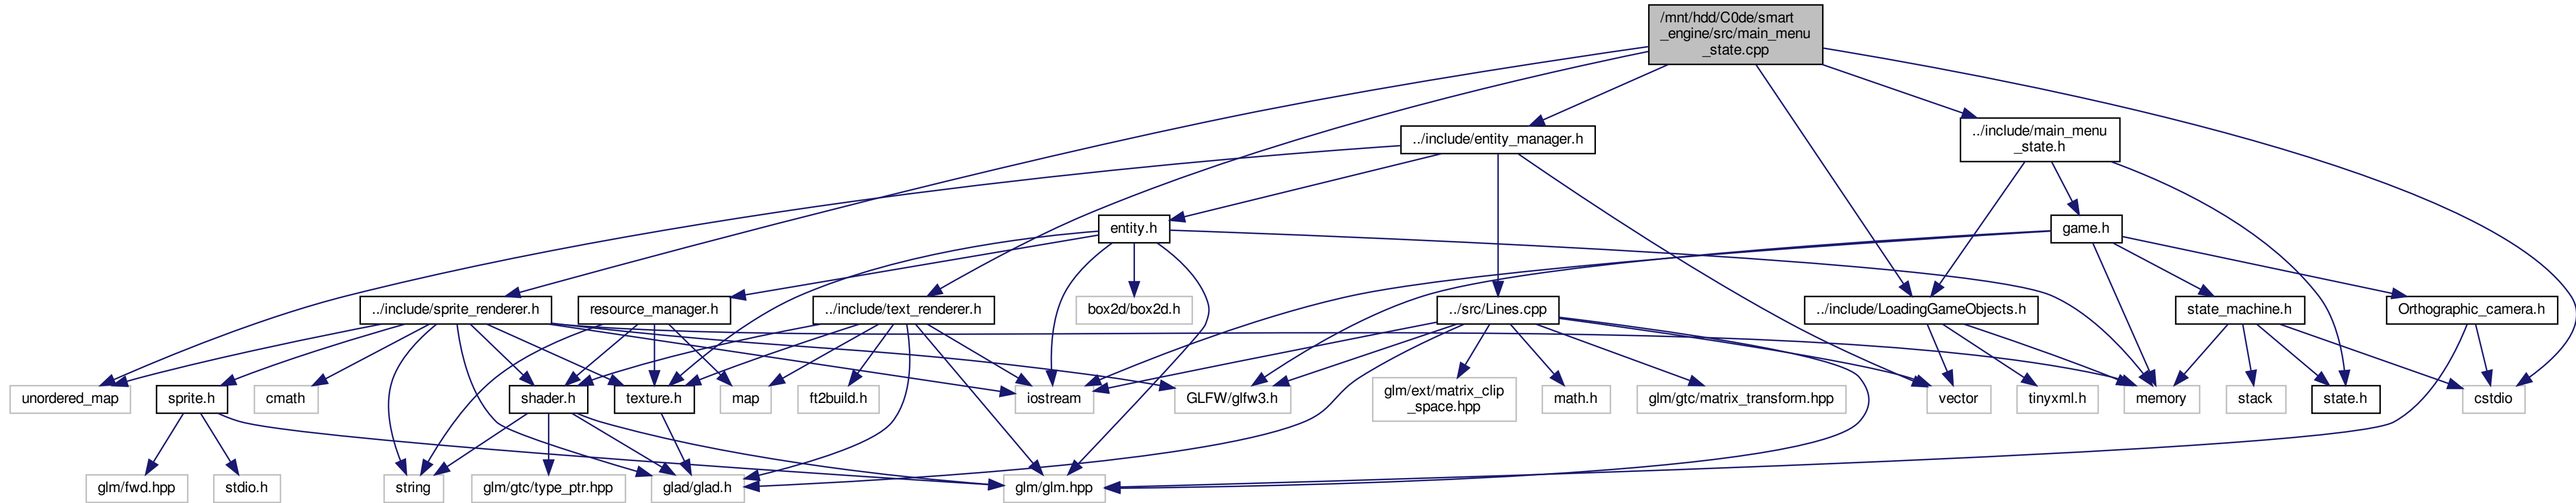 /mnt/hdd/C0de/smart
_engine/src/main_menu
_state.cpp
../include/entity_manager.h
../include/main_menu
_state.h
entity.h
game.h
../include/sprite_renderer.h
resource_manager.h
../include/text_renderer.h
box2d/box2d.h
../src/Lines.cpp
../include/LoadingGameObjects.h
state_machine.h
Orthographic_camera.h
unordered_map
sprite.h
cmath
shader.h
texture.h
map
ft2build.h
iostream
GLFW/glfw3.h
glm/ext/matrix_clip
_space.hpp
math.h
glm/gtc/matrix_transform.hpp
vector
tinyxml.h
memory
stack
state.h
cstdio
glm/fwd.hpp
stdio.h
string
glm/gtc/type_ptr.hpp
glad/glad.h
glm/glm.hpp